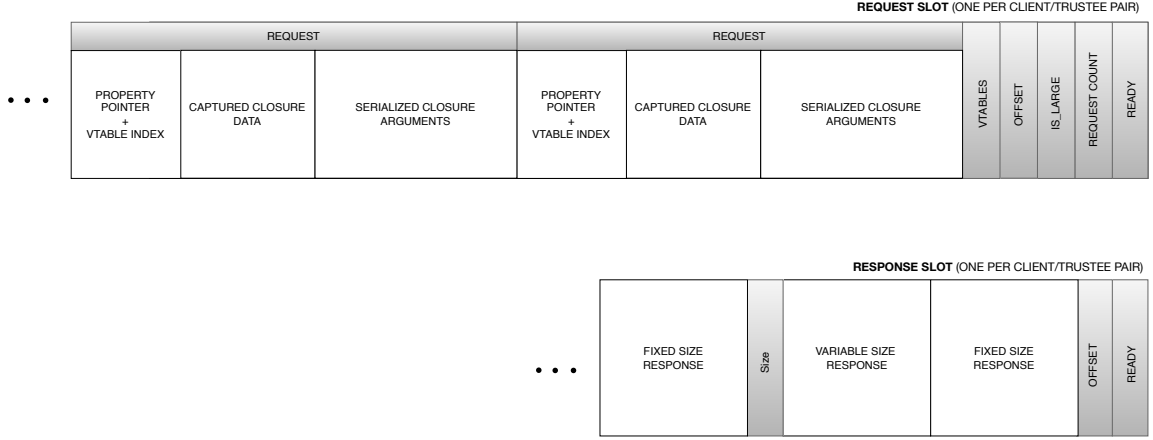 REQUEST SLOT (ONE PER CLIENT/TRUSTEE PAIR)
REQUEST
REQUEST
PROPERTY
POINTER
+
VTABLE INDEX
CAPTURED CLOSURE
DATA
SERIALIZED CLOSURE
ARGUMENTS
PROPERTY
POINTER
+
VTABLE INDEX
CAPTURED CLOSURE
DATA
SERIALIZED CLOSURE
ARGUMENTS
VTABLES
OFFSET
IS_LARGE
REQUEST COUNT
READY
RESPONSE SLOT (ONE PER CLIENT/TRUSTEE PAIR)
FIXED SIZE
RESPONSE
Size
VARIABLE SIZE
RESPONSE
FIXED SIZE
RESPONSE
OFFSET
READY